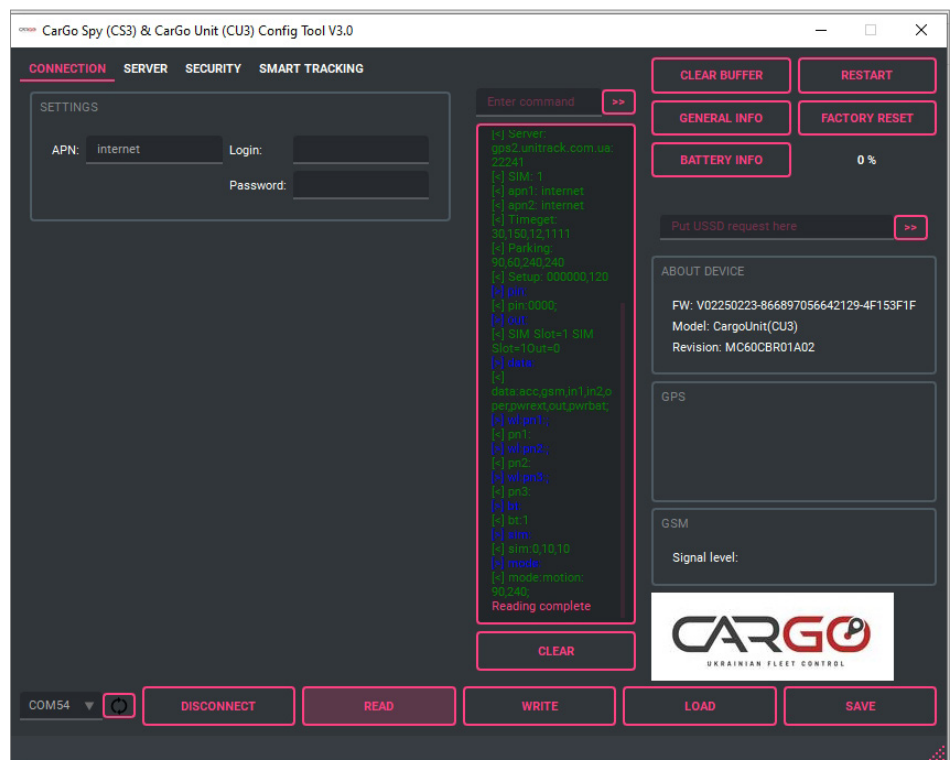 CarGo Spy (CS3) & CarGo Unit (CU3) Config Tool V3.0
CONNECTION SERVER SECURITY SMART TRACKING
SETTINGS
APN: internet
Login:
Password:
Enter command >>
[<] Server:
gps2.unitrack.com.ua:
22241
[<] SIM: 1
[<] apn1: internet
[<] apn2: internet
[<] Timeget:
30,150,12,1111
[<] Parking:
90,60,240,240
[<] Setup: 000000,120
[>] pin:
[<] pin:0000;
[>] out:
[<] SIM Slot=1 SIM
Slot=1Out=0
[>] data:
[<]
data:acc,gsm,in1,in2,o
per,pwrext,out,pwrbat;
[<] pn1:
[<] pn2:
[<] pn3:
[>] bt:
[<] bt:1
[>] sim:
[<] sim:0,10,10
[>] mode:
[<] mode:motion:
90,240;
Reading complete
CLEAR
CLEAR BUFFER
RESTART
GENERAL INFO
FACTORY RESET
BATTERY INFO
0 %
Put USSD request here >>
ABOUT DEVICE
FW: V02250223-866897056642129-4F153F1F
Model: CargoUnit(CU3)
Revision: MC60CBR01A02
GPS
GSM
Signal level:
CARGO
UKRAINIAN FLEET CONTROL
COM54
DISCONNECT
READ
WRITE
LOAD
SAVE